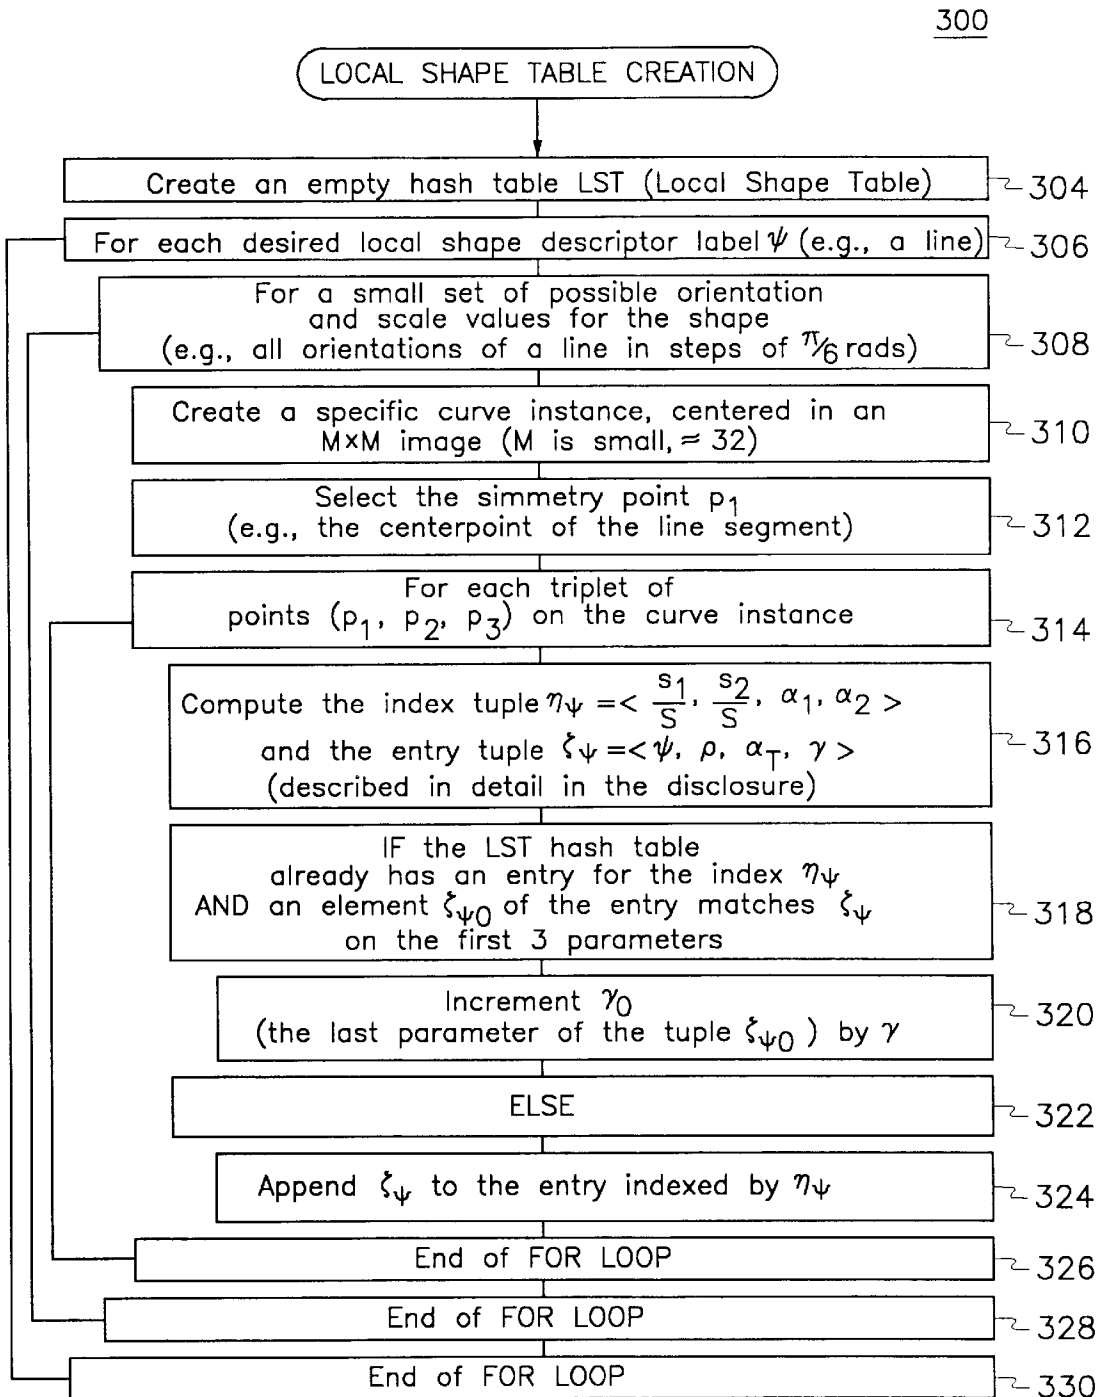 300
LOCAL SHAPE TABLE CREATION
Create an empty hash table LST (Local Shape Table)
304
For each desired local shape descriptor label ψ (e.g., a line)
306
For a small set of possible orientation
and scale values for the shape
(e.g., all orientations of a line in steps of π/6 rads)
308
Create a specific curve instance, centered in an
M×M image (M is small, ≈ 32)
310
Select the simmetry point p1
(e.g., the centerpoint of the line segment)
312
For each triplet of
points (p1, p2, p3) on the curve instance
314
Compute the index tuple ηψ =< s1/S, s2/S, α1, α2 >
and the entry tuple ζψ =<ψ, ρ, αT, γ >
(described in detail in the disclosure)
316
IF the LST hash table
already has an entry for the index ηψ
AND an element ζψ0 of the entry matches ζψ
on the first 3 parameters
318
Increment γ0
(the last parameter of the tuple ζψ0 ) by γ
320
ELSE
322
Append ζψ to the entry indexed by ηψ
324
End of FOR LOOP
326
End of FOR LOOP
328
End of FOR LOOP
330